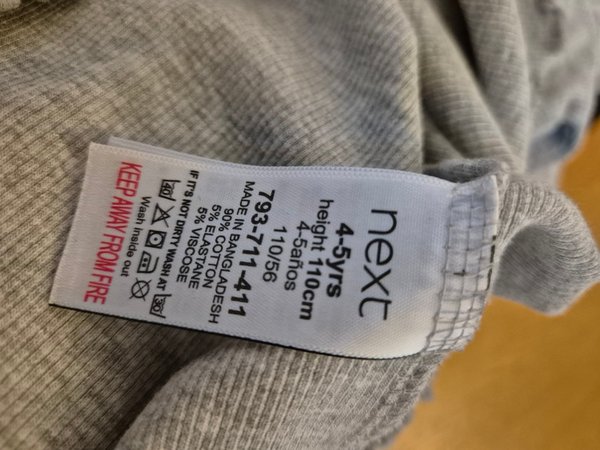 next
4-5yrs
height 110cm
4-5años
110/56
793-711-411
MADE IN BANGLADESH
90% COTTON
5% ELASTANE
5% VISCOSE
IF IT'S NOT DIRTY WASH AT 30
40
Wash inside out
KEEP AWAY FROM FIRE